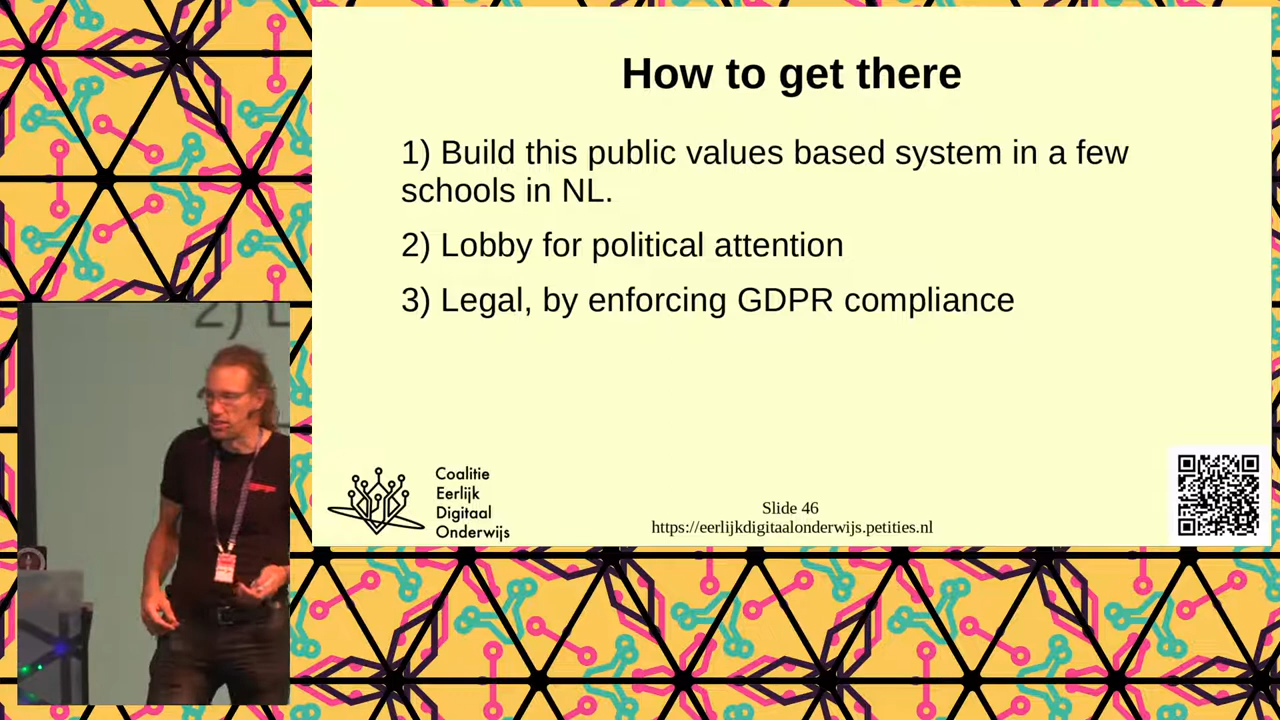 How to get there
1) Build this public values based system in a few
schools in NL.
2) Lobby for political attention
3) Legal, by enforcing GDPR compliance
2) L
Coalitie
Eerlijk
Digitaal
Onderwijs
Slide 46
https://eerlijkdigitaalonderwijs.petities.nl